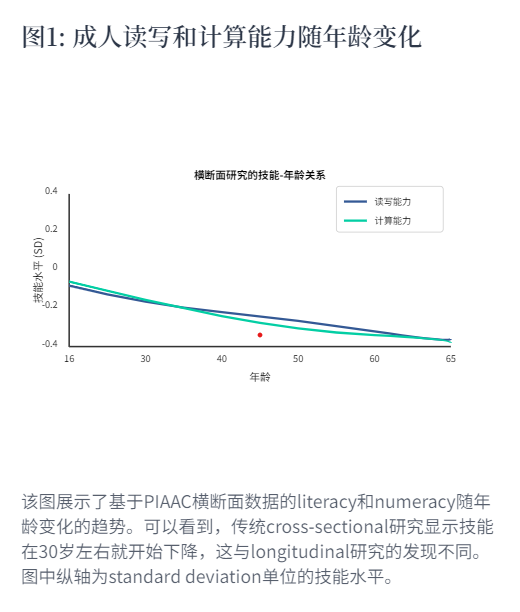 图1: 成人读写和计算能力随年龄变化
横断面研究的技能-年龄关系
读写能力
计算能力
技能水平 (SD)
0.4
0.2
0
-0.2
-0.4
16
30
40
50
60
65
年龄
该图展示了基于PIAAC横断面数据的literacy和numeracy随年
龄变化的趋势。可以看到，传统cross-sectional研究显示技能
在30岁左右就开始下降，这与longitudinal研究的发现不同。
图中纵轴为standard deviation单位的技能水平。